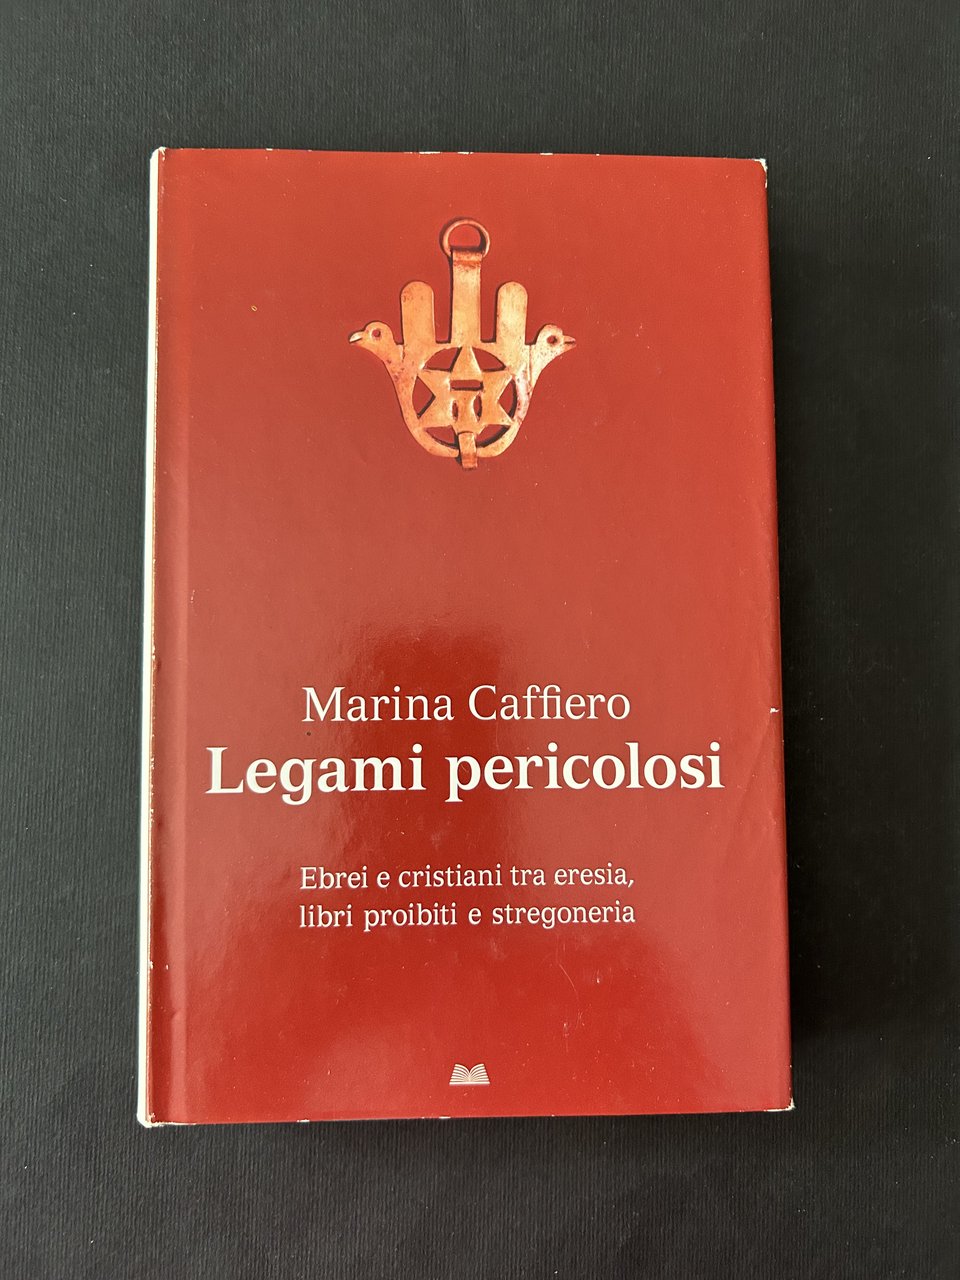 Marina Caffiero
Legami pericolosi
Ebrei e cristiani tra eresia,
libri proibiti e stregoneria